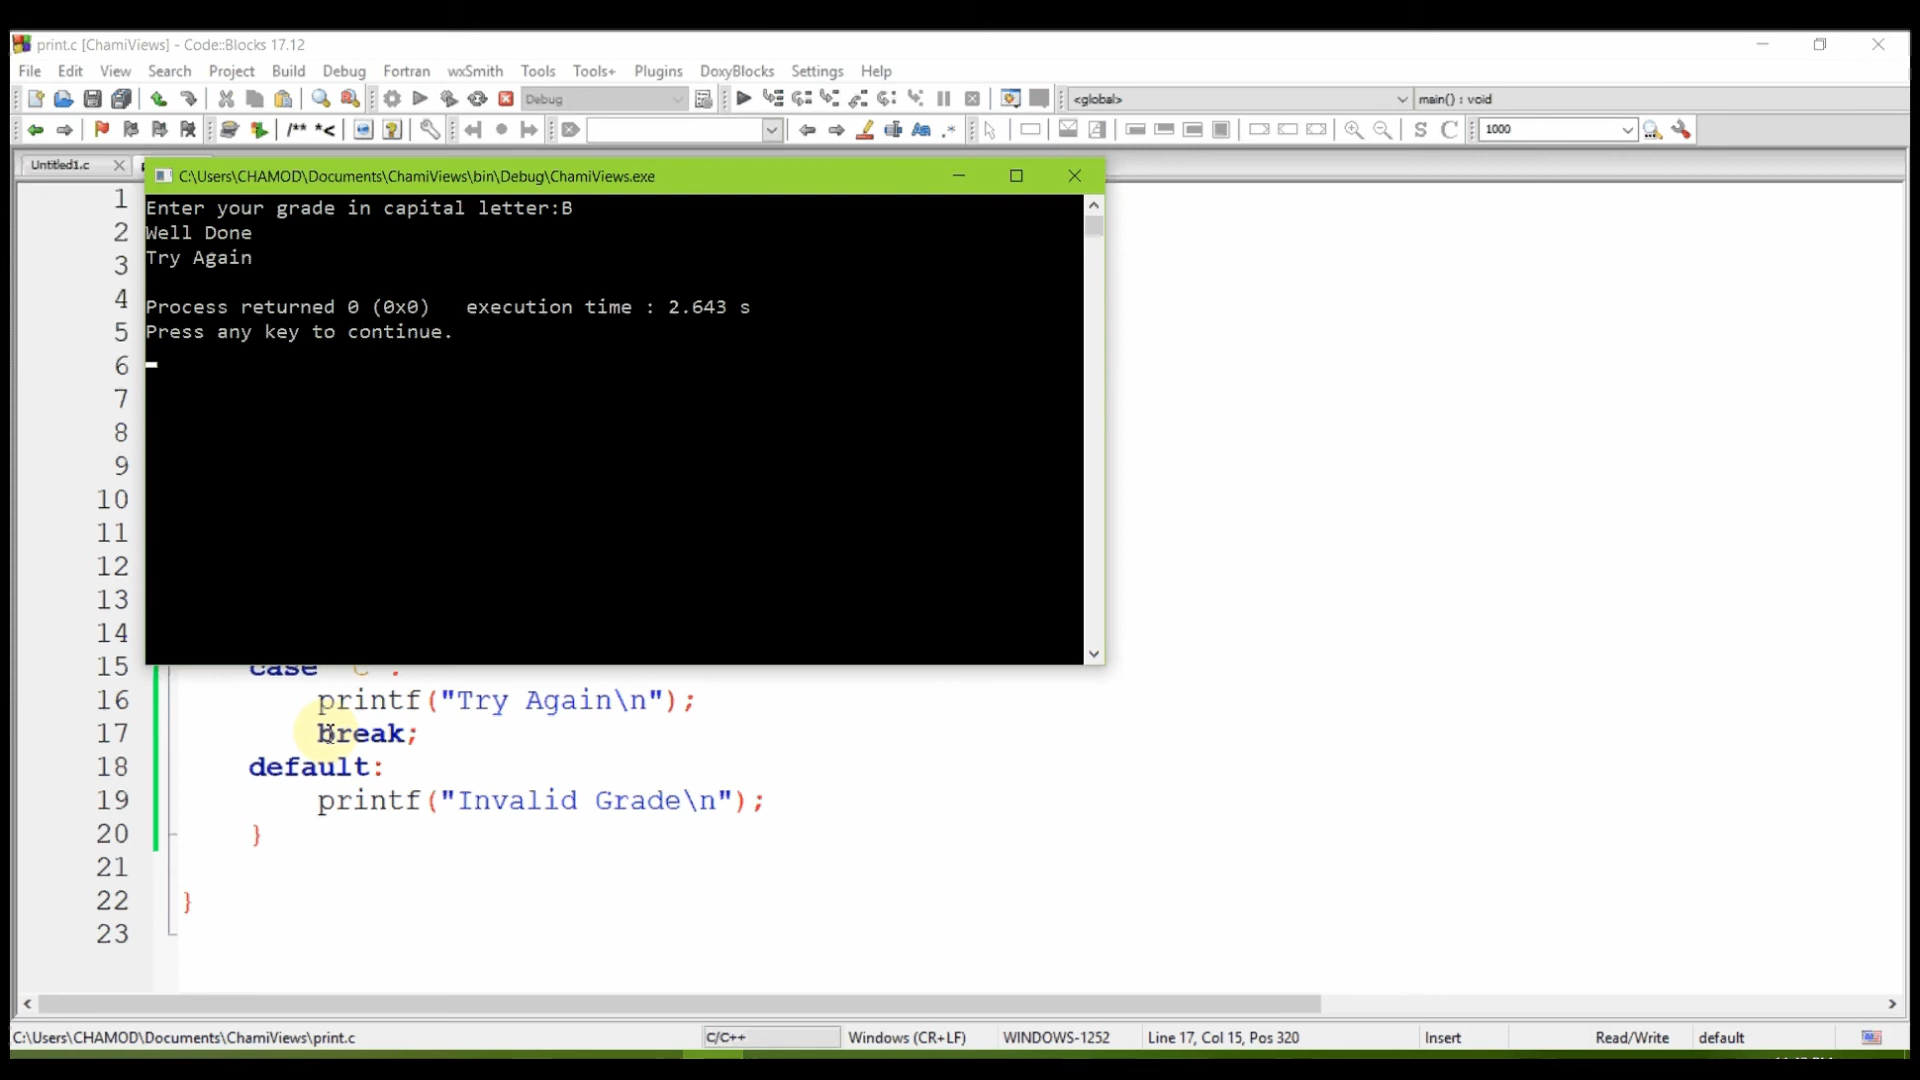 print.c [ChamiViews] - Code::Blocks 17.12
File Edit View Search Project Build Debug Fortran wxSmith Tools Tools+ Plugins DoxyBlocks Settings Help
Debug <global> main() : void
/** *< Aa .* S C 1000
Untitled1.c
C:\Users\CHAMOD\Documents\ChamiViews\bin\Debug\ChamiViews.exe
Enter your grade in capital letter:B
Well Done
Try Again
Process returned 0 (0x0)   execution time : 2.643 s
Press any key to continue.
1
2
3
4
5
6
7
8
9
10
11
12
13
14
15 case 'C':
16 printf("Try Again\n");
17 break;
18 default:
19 printf("Invalid Grade\n");
20 }
21
22 }
23
C:\Users\CHAMOD\Documents\ChamiViews\print.c C/C++ Windows (CR+LF) WINDOWS-1252 Line 17, Col 15, Pos 320 Insert Read/Write default